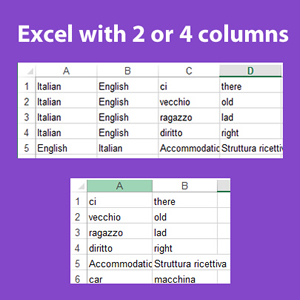 Excel with 2 or 4 columns
A B C D
1 Italian English ci there
2 Italian English vecchio old
3 Italian English ragazzo lad
4 Italian English diritto right
5 English Italian Accommodatic Struttura ricettiva
A B
1 ci there
2 vecchio old
3 ragazzo lad
4 diritto right
5 Accommodatic Struttura ricettiva
6 car macchina